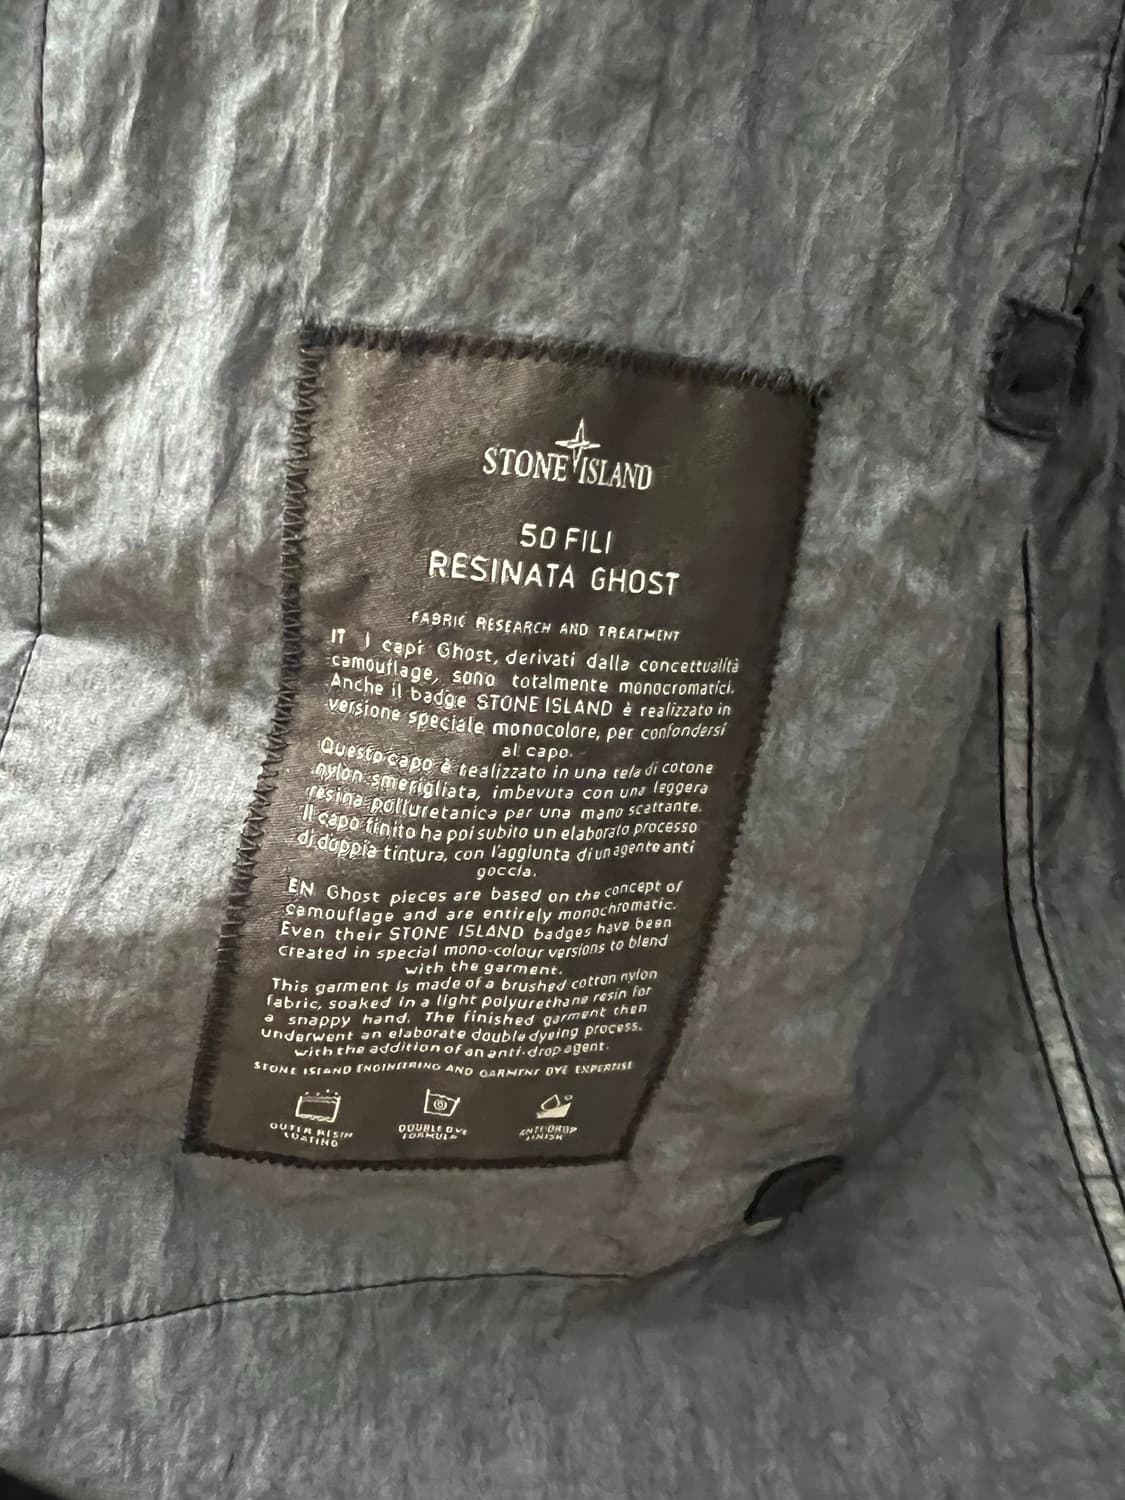 STONE ISLAND
50 FILI
RESINATA GHOST
FABRIC RESEARCH AND TREATMENT
IT I capi Ghost, derivati dalla concettualità
camouflage, sono totalmente monocromatici.
Anche il badge STONE ISLAND è realizzato in
versione speciale monocolore, per confondersi
al capo.
Questo capo è realizzato in una tela di cotone
nylon smerigliata, imbevuta con una leggera
resina poliuretanica per una mano scattante.
Il capo finito ha poi subito un elaborato processo
di doppia tintura, con l'aggiunta di un agente anti
goccia.
EN Ghost pieces are based on the concept of
camouflage and are entirely monochromatic.
Even their STONE ISLAND badges have been
created in special mono-colour versions to blend
with the garment.
This garment is made of a brushed cotton nylon
fabric, soaked in a light polyurethane resin for
a snappy hand. The finished garment then
underwent an elaborate double dyeing process,
with the addition of an anti-drop agent.
STONE ISLAND ENGINEERING AND GARMENT DYE EXPERTISE
OUTER RESIN
COATING
DOUBLE DYE
FORMULA
ANTI-DROP
FINISH